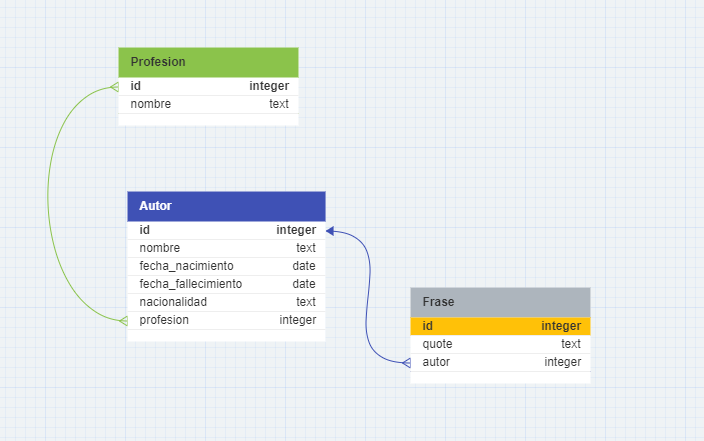 Profesion
id integer
nombre text
Autor
id integer
nombre text
fecha_nacimiento date
fecha_fallecimiento date
nacionalidad text
profesion integer
Frase
id integer
quote text
autor integer